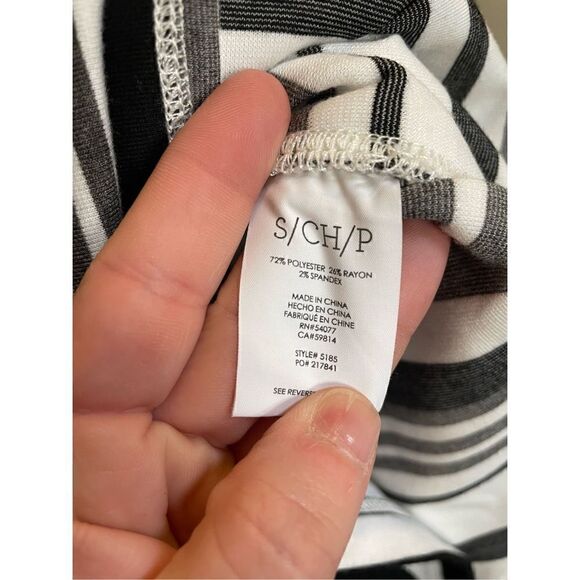 S/CH/P
72% POLYESTER 26% RAYON
2% SPANDEX
MADE IN CHINA
HECHO EN CHINA
FABRIQUÉ EN CHINE
RN#54077
CA#59814
STYLE# 5185
PO# 217841
SEE REVERSE